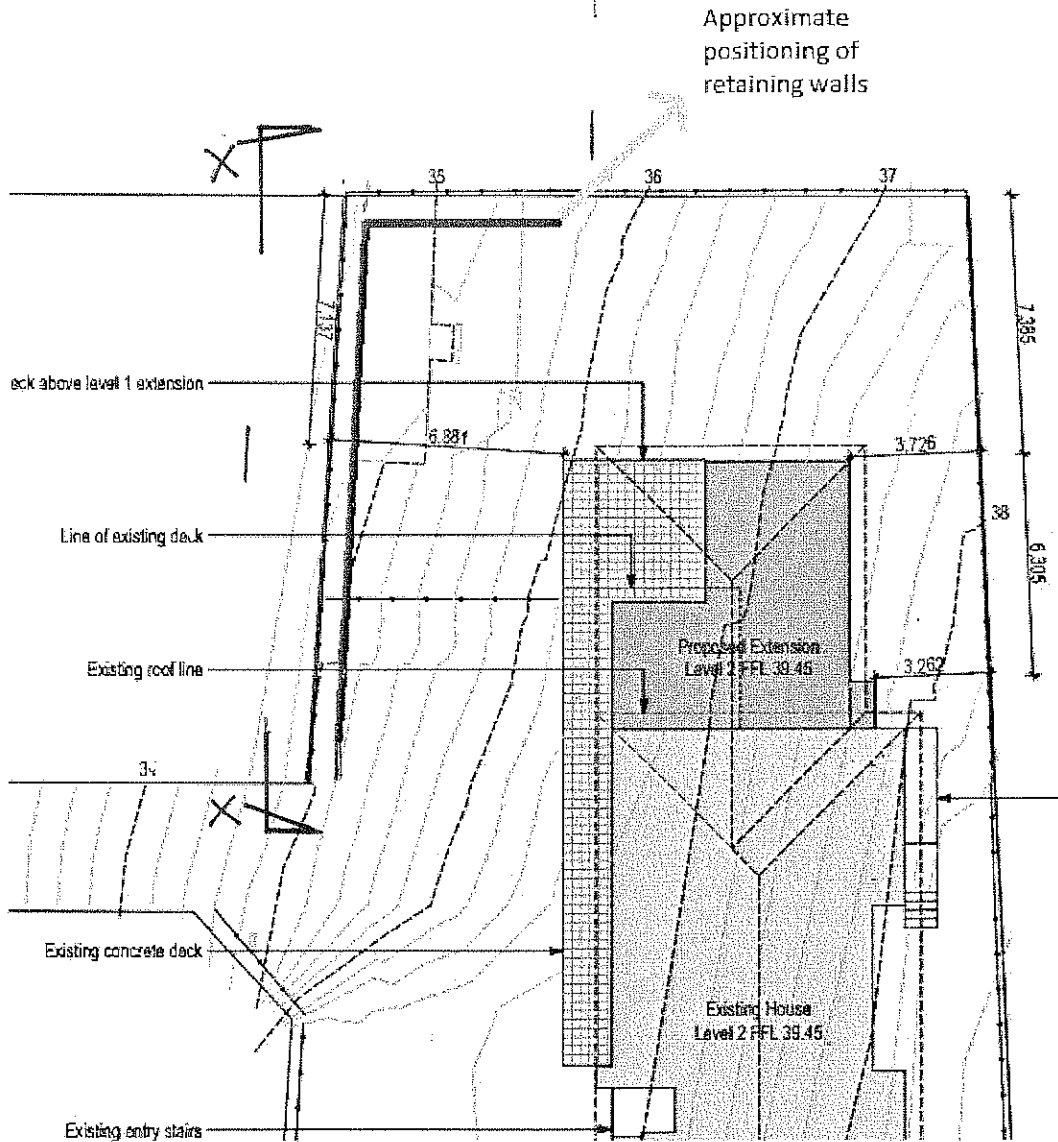 Approximate
positioning of
retaining walls
35
36
37
7.137
7.385
eck above level 1 extension
6.881
3.726
Line of existing deck
38
6.305
Proposed Extension
Level 2 FFL 39.45
Existing roof line
3.262
X
X
Existing concrete deck
Existing House
Level 2 FFL 39.45
Existing entry stairs